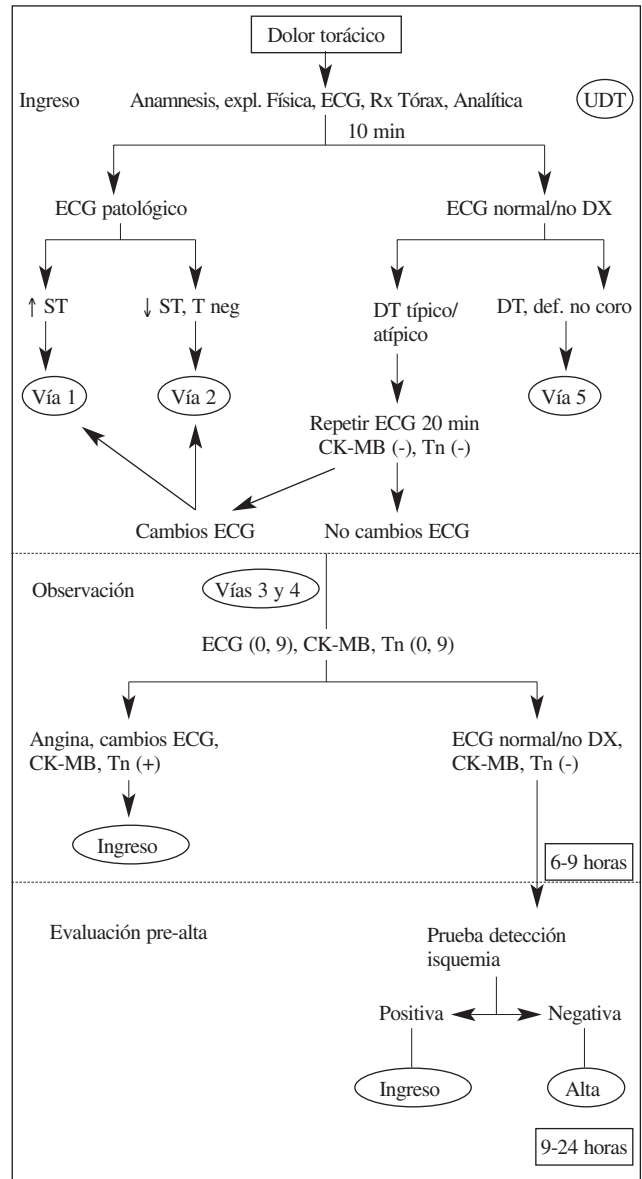 Dolor torácico
Ingreso
Anamnesis, expl. Física, ECG, Rx Tórax, Analítica
UDT
10 min
ECG patológico
ECG normal/no DX
↑ ST
↓ ST, T neg
DT típico/
atípico
DT, def. no coro
Vía 1
Vía 2
Vía 5
Repetir ECG 20 min
CK-MB (-), Tn (-)
Cambios ECG
No cambios ECG
Observación
Vías 3 y 4
ECG (0, 9), CK-MB, Tn (0, 9)
Angina, cambios ECG,
CK-MB, Tn (+)
ECG normal/no DX,
CK-MB, Tn (-)
Ingreso
6-9 horas
Evaluación pre-alta
Prueba detección
isquemia
Positiva
Negativa
Ingreso
Alta
9-24 horas